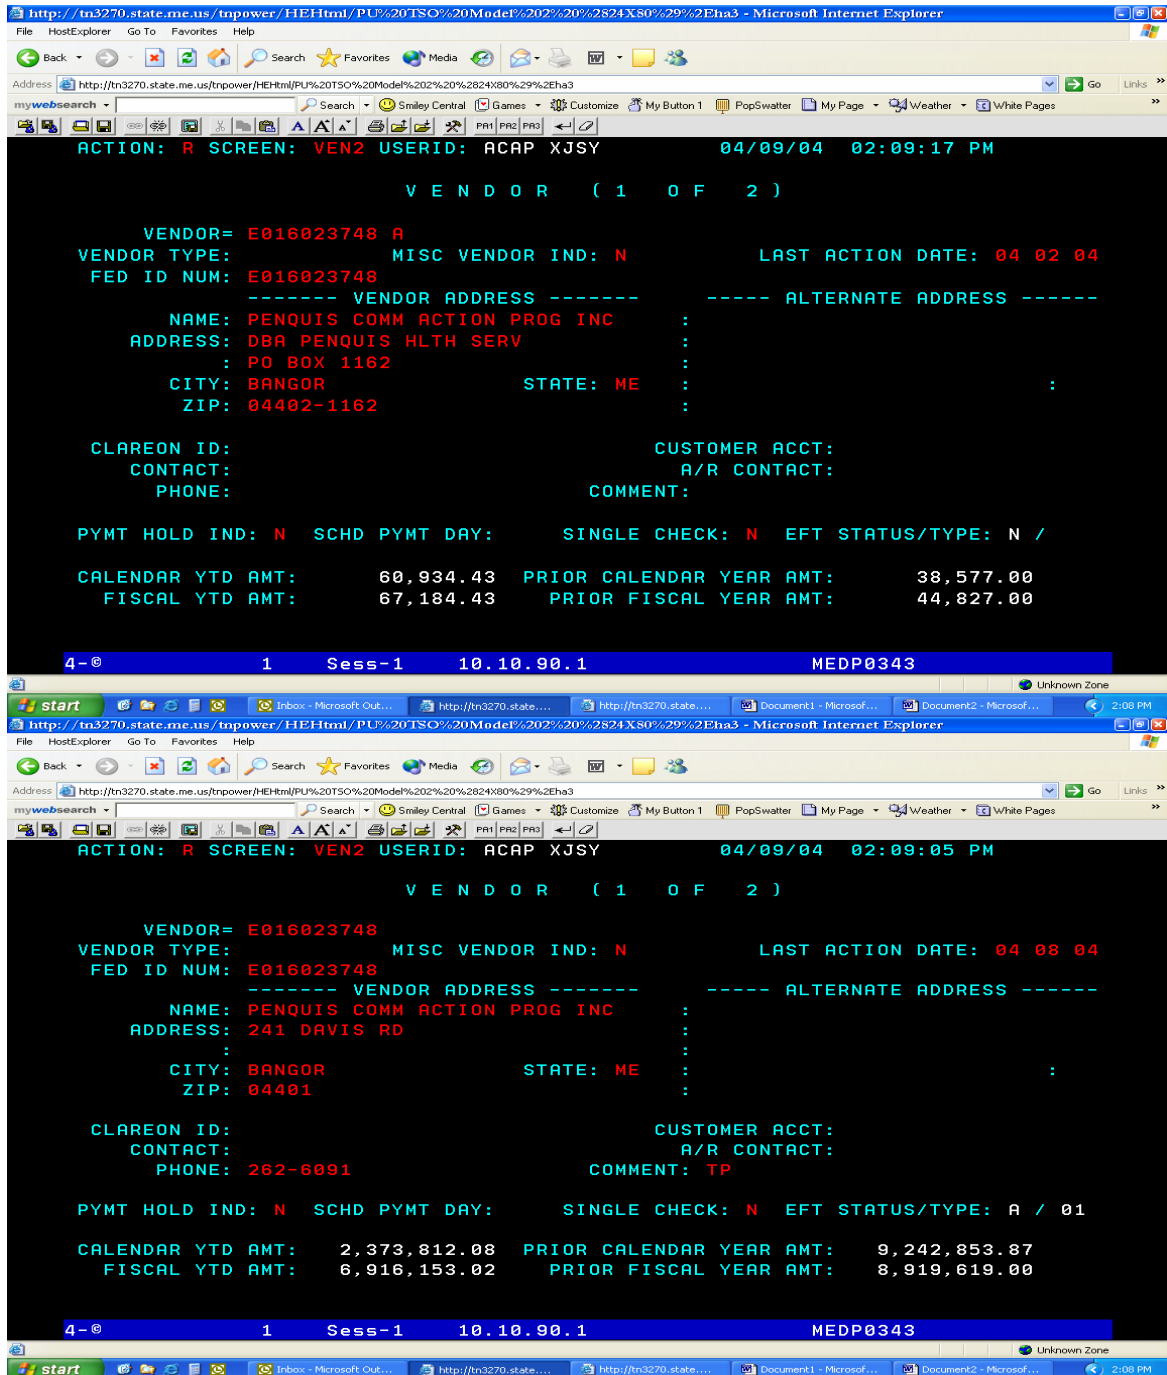 http://tn3270.state.me.us/tnpower/HEHtml/PU%20TSO%20Model%202%20%2824X80%29%2Eha3 - Microsoft Internet Explorer
File HostExplorer Go To Favorites Help
Back Search Favorites Media
Address http://tn3270.state.me.us/tnpower/HEHtml/PU%20TSO%20Model%202%20%2824X80%29%2Eha3 Go Links »
mywebsearch Search Smiley Central Games Customize My Button 1 PopSwatter My Page Weather White Pages »
A A A PA1 PA2 PA3
ACTION: R SCREEN: VEN2 USERID: ACAP XJSY 04/09/04 02:09:17 PM
V E N D O R ( 1 O F 2 )
VENDOR= E016023748 A
VENDOR TYPE: MISC VENDOR IND: N LAST ACTION DATE: 04 02 04
FED ID NUM: E016023748
------- VENDOR ADDRESS ------- ----- ALTERNATE ADDRESS ------
NAME: PENQUIS COMM ACTION PROG INC :
ADDRESS: DBA PENQUIS HLTH SERV :
: PO BOX 1162 :
CITY: BANGOR STATE: ME : :
ZIP: 04402-1162 :
CLAREON ID: CUSTOMER ACCT:
CONTACT: A/R CONTACT:
PHONE: COMMENT:
PYMT HOLD IND: N SCHD PYMT DAY: SINGLE CHECK: N EFT STATUS/TYPE: N /
CALENDAR YTD AMT: 60,934.43 PRIOR CALENDAR YEAR AMT: 38,577.00
FISCAL YTD AMT: 67,184.43 PRIOR FISCAL YEAR AMT: 44,827.00
4-© 1 Sess-1 10.10.90.1 MEDP0343
Unknown Zone
start Inbox - Microsoft Out... http://tn3270.state.... http://tn3270.state.... Document1 - Microsof... Document2 - Microsof... 2:08 PM
http://tn3270.state.me.us/tnpower/HEHtml/PU%20TSO%20Model%202%20%2824X80%29%2Eha3 - Microsoft Internet Explorer
File HostExplorer Go To Favorites Help
Back Search Favorites Media
Address http://tn3270.state.me.us/tnpower/HEHtml/PU%20TSO%20Model%202%20%2824X80%29%2Eha3 Go Links »
mywebsearch Search Smiley Central Games Customize My Button 1 PopSwatter My Page Weather White Pages »
A A A PA1 PA2 PA3
ACTION: R SCREEN: VEN2 USERID: ACAP XJSY 04/09/04 02:09:05 PM
V E N D O R ( 1 O F 2 )
VENDOR= E016023748
VENDOR TYPE: MISC VENDOR IND: N LAST ACTION DATE: 04 08 04
FED ID NUM: E016023748
------- VENDOR ADDRESS ------- ----- ALTERNATE ADDRESS ------
NAME: PENQUIS COMM ACTION PROG INC :
ADDRESS: 241 DAVIS RD :
: :
CITY: BANGOR STATE: ME : :
ZIP: 04401 :
CLAREON ID: CUSTOMER ACCT:
CONTACT: A/R CONTACT:
PHONE: 262-6091 COMMENT: TP
PYMT HOLD IND: N SCHD PYMT DAY: SINGLE CHECK: N EFT STATUS/TYPE: A / 01
CALENDAR YTD AMT: 2,373,812.08 PRIOR CALENDAR YEAR AMT: 9,242,853.87
FISCAL YTD AMT: 6,916,153.02 PRIOR FISCAL YEAR AMT: 8,919,619.00
4-© 1 Sess-1 10.10.90.1 MEDP0343
Unknown Zone
start Inbox - Microsoft Out... http://tn3270.state.... http://tn3270.state.... Document1 - Microsof... Document2 - Microsof... 2:08 PM